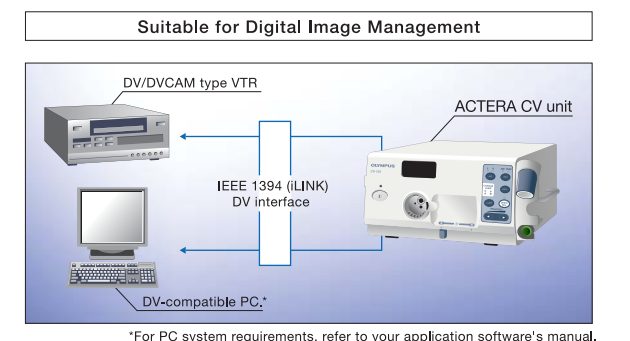 Suitable for Digital Image Management
DV/DVCAM type VTR
ACTERA CV unit
OLYMPUS
IEEE 1394 (iLINK)
DV interface
DV-compatible PC.*
*For PC system requirements, refer to your application software's manual.